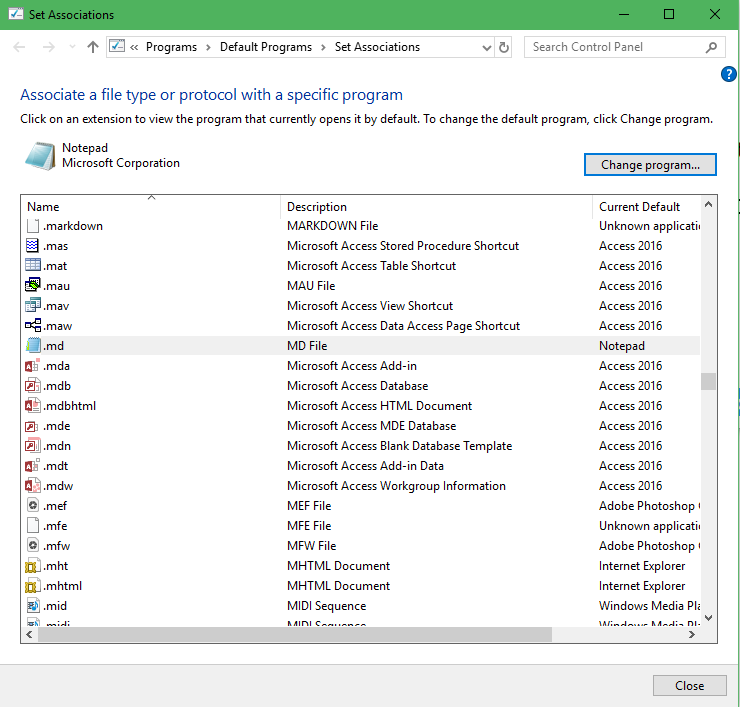 Set Associations
« Programs › Default Programs › Set Associations
Search Control Panel
?
Associate a file type or protocol with a specific program
Click on an extension to view the program that currently opens it by default. To change the default program, click Change program.
Notepad
Microsoft Corporation
Change program...
Name Description Current Default
.markdown MARKDOWN File Unknown applicati
.mas Microsoft Access Stored Procedure Shortcut Access 2016
.mat Microsoft Access Table Shortcut Access 2016
.mau MAU File Access 2016
.mav Microsoft Access View Shortcut Access 2016
.maw Microsoft Access Data Access Page Shortcut Access 2016
.md MD File Notepad
.mda Microsoft Access Add-in Access 2016
.mdb Microsoft Access Database Access 2016
.mdbhtml Microsoft Access HTML Document Access 2016
.mde Microsoft Access MDE Database Access 2016
.mdn Microsoft Access Blank Database Template Access 2016
.mdt Microsoft Access Add-in Data Access 2016
.mdw Microsoft Access Workgroup Information Access 2016
.mef MEF File Adobe Photoshop
.mfe MFE File Unknown applicati
.mfw MFW File Adobe Photoshop
.mht MHTML Document Internet Explorer
.mhtml MHTML Document Internet Explorer
.mid MIDI Sequence Windows Media Pla
.midi MIDI Sequence Windows Media Pla
Close